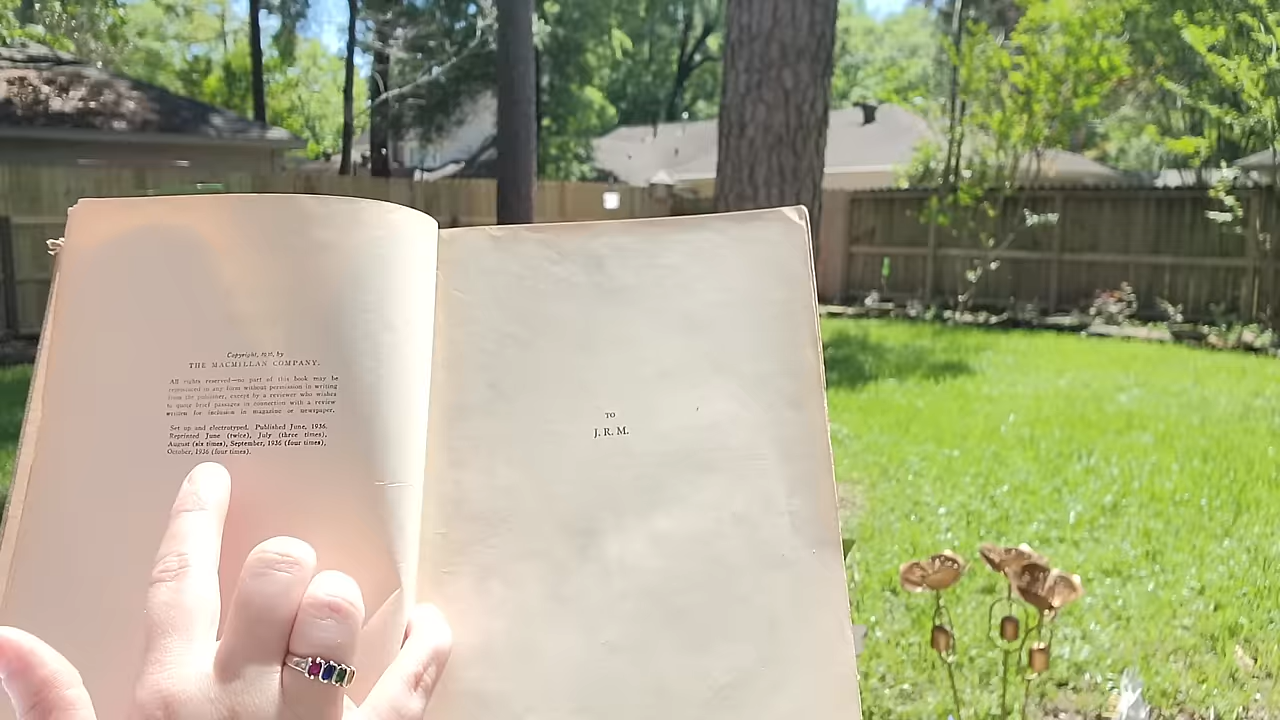 Copyright, 1936, by
THE MACMILLAN COMPANY.
All rights reserved—no part of this book may be
reproduced in any form without permission in writing
from the publisher, except by a reviewer who wishes
to quote brief passages in connection with a review
written for inclusion in magazine or newspaper.
Set up and electrotyped. Published June, 1936.
Reprinted June (twice), July (three times),
August (six times), September, 1936 (four times),
October, 1936 (four times).
TO
J. R. M.